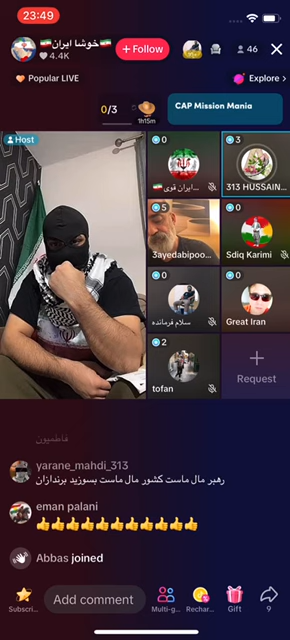 23:49
🇮🇷خوشا ایران🇮🇷
4.4K
+ Follow
46
Popular LIVE
Explore >
0/3
1h15m
CAP Mission Mania
Host
0
...ایران قوی🇮🇷
3
313 HUSSAIN...
5
3ayedabipoo...
0
Sdiq Karimi
0
سلام فرمانده
0
Great Iran
2
tofan
Request
فاطمیون
yarane_mahdi_313
رهبر مال ماست کشور مال ماست بسوزید براندازان
eman palani
👍👍👍👍👍👍👍👍👍👍👍
Abbas joined
Add comment
Subscri...
Multi-g...
Rechar...
Gift
9